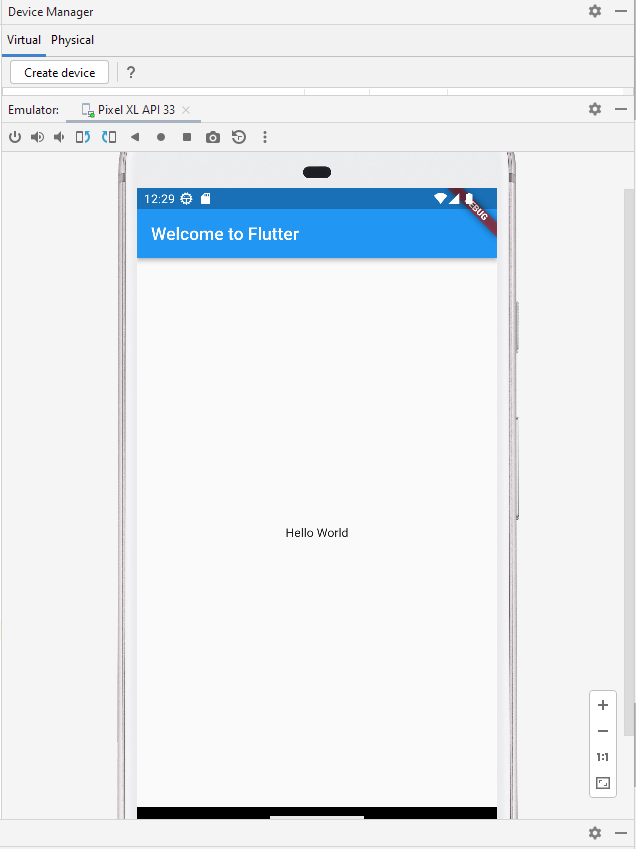 Device Manager
Virtual Physical
Create device ?
Emulator: Pixel XL API 33
12:29
DEBUG
Welcome to Flutter
Hello World
1:1